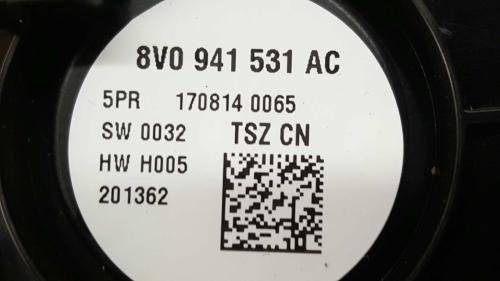 8V0 941 531 AC
5PR 170814 0065
SW 0032 TSZ CN
HW H005
201362